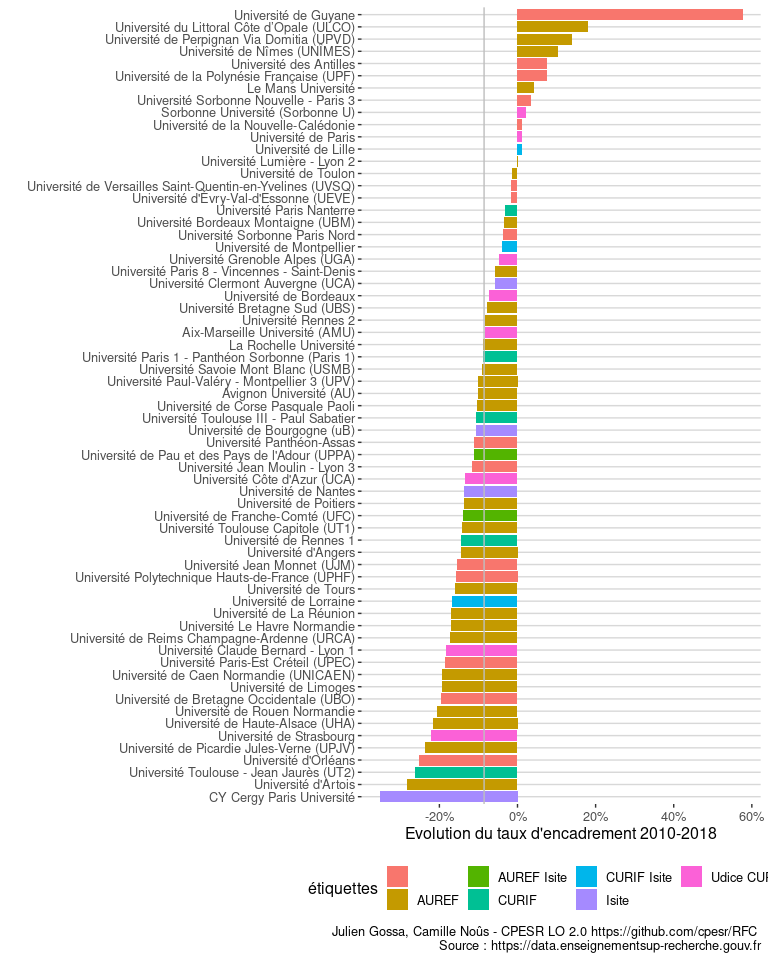 Université de Guyane
Université du Littoral Côte d'Opale (ULCO)
Université de Perpignan Via Domitia (UPVD)
Université de Nîmes (UNIMES)
Université des Antilles
Université de la Polynésie Française (UPF)
Le Mans Université
Université Sorbonne Nouvelle - Paris 3
Sorbonne Université (Sorbonne U)
Université de la Nouvelle-Calédonie
Université de Paris
Université de Lille
Université Lumière - Lyon 2
Université de Toulon
Université de Versailles Saint-Quentin-en-Yvelines (UVSQ)
Université d'Évry-Val-d'Essonne (UEVE)
Université Paris Nanterre
Université Bordeaux Montaigne (UBM)
Université Sorbonne Paris Nord
Université de Montpellier
Université Grenoble Alpes (UGA)
Université Paris 8 - Vincennes - Saint-Denis
Université Clermont Auvergne (UCA)
Université de Bordeaux
Université Bretagne Sud (UBS)
Université Rennes 2
Aix-Marseille Université (AMU)
La Rochelle Université
Université Paris 1 - Panthéon Sorbonne (Paris 1)
Université Savoie Mont Blanc (USMB)
Université Paul-Valéry - Montpellier 3 (UPV)
Avignon Université (AU)
Université de Corse Pasquale Paoli
Université Toulouse III - Paul Sabatier
Université de Bourgogne (uB)
Université Panthéon-Assas
Université de Pau et des Pays de l'Adour (UPPA)
Université Jean Moulin - Lyon 3
Université Côte d'Azur (UCA)
Université de Nantes
Université de Poitiers
Université de Franche-Comté (UFC)
Université Toulouse Capitole (UT1)
Université de Rennes 1
Université d'Angers
Université Jean Monnet (UJM)
Université Polytechnique Hauts-de-France (UPHF)
Université de Tours
Université de Lorraine
Université de La Réunion
Université Le Havre Normandie
Université de Reims Champagne-Ardenne (URCA)
Université Claude Bernard - Lyon 1
Université Paris-Est Créteil (UPEC)
Université de Caen Normandie (UNICAEN)
Université de Limoges
Université de Bretagne Occidentale (UBO)
Université de Rouen Normandie
Université de Haute-Alsace (UHA)
Université de Strasbourg
Université de Picardie Jules-Verne (UPJV)
Université d'Orléans
Université Toulouse - Jean Jaurès (UT2)
Université d'Artois
CY Cergy Paris Université
-20% 0% 20% 40% 60%
Evolution du taux d'encadrement 2010-2018
étiquettes
AUREF Isite CURIF Isite Udice CUR
AUREF CURIF Isite
Julien Gossa, Camille Noûs - CPESR LO 2.0 https://github.com/cpesr/RFC
Source : https://data.enseignementsup-recherche.gouv.fr